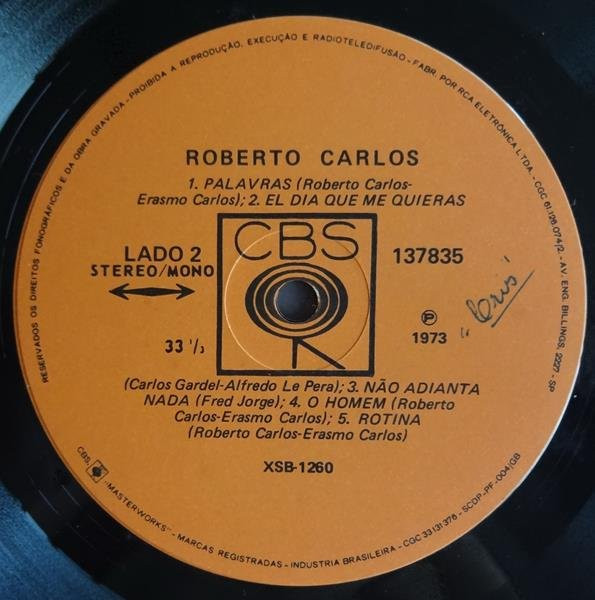 RESERVADOS OS DIREITOS FONOGRÁFICOS E DA OBRA GRAVADA - PROIBIDA A REPRODUÇÃO, EXECUÇÃO E RADIOTELEDIFUSÃO - FABR. POR RCA ELETRÔNICA LTDA. - CGC 61.126.074/2 - AV. ENG. BILLINGS, 2227 - SP
ROBERTO CARLOS
1. PALAVRAS (Roberto Carlos-
Erasmo Carlos); 2. EL DIA QUE ME QUIERAS
CBS
LADO 2
137835
STEREO/MONO
33 1/3
℗
1973
"Cris"
(Carlos Gardel-Alfredo Le Pera); 3. NÃO ADIANTA
NADA (Fred Jorge); 4. O HOMEM (Roberto
Carlos-Erasmo Carlos); 5. ROTINA
(Roberto Carlos-Erasmo Carlos)
XSB-1260
CBS, "MASTERWORKS" - MARCAS REGISTRADAS - INDUSTRIA BRASILEIRA - CGC 33131376 - SCDP-PF-004/GB